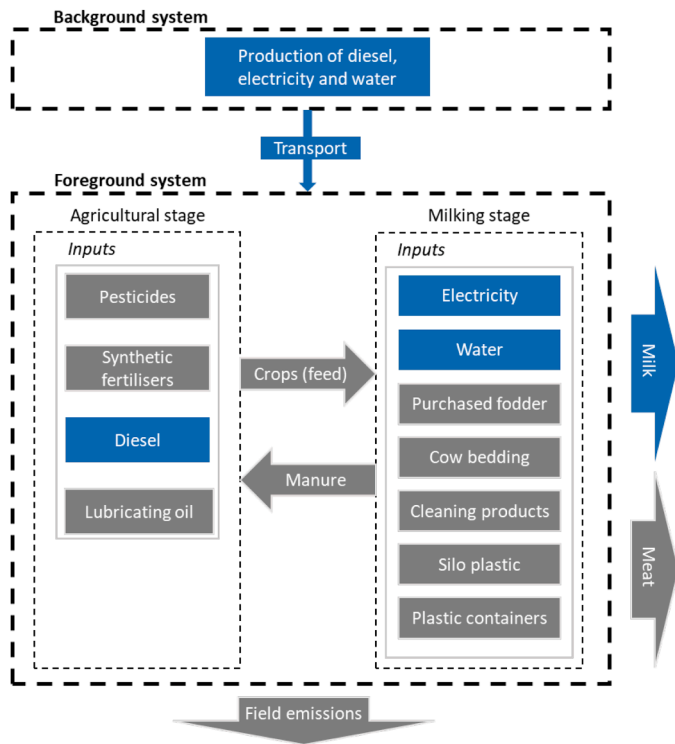 Background system
Production of diesel,
electricity and water
Transport
Foreground system
Agricultural stage
Inputs
Pesticides
Synthetic
fertilisers
Diesel
Lubricating oil
Crops (feed)
Manure
Milking stage
Inputs
Electricity
Water
Purchased fodder
Cow bedding
Cleaning products
Silo plastic
Plastic containers
Milk
Meat
Field emissions